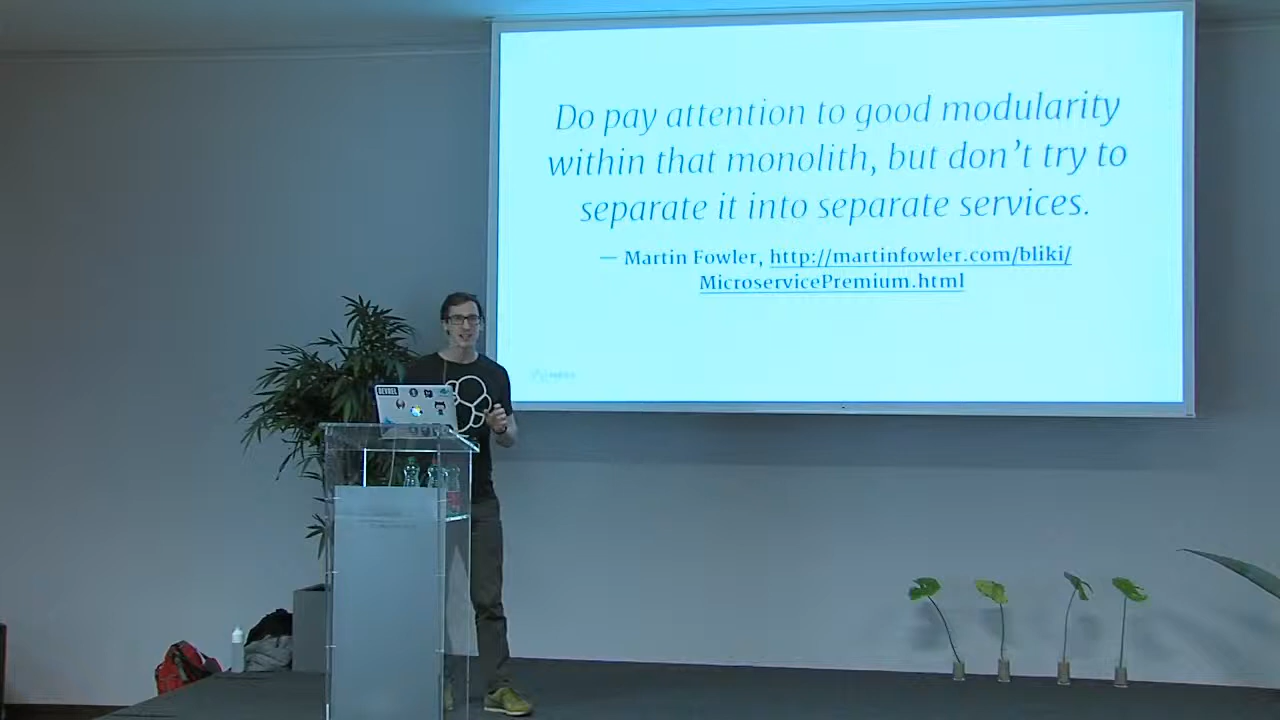 Do pay attention to good modularity
within that monolith, but don't try to
separate it into separate services.
— Martin Fowler, http://martinfowler.com/bliki/
MicroservicePremium.html